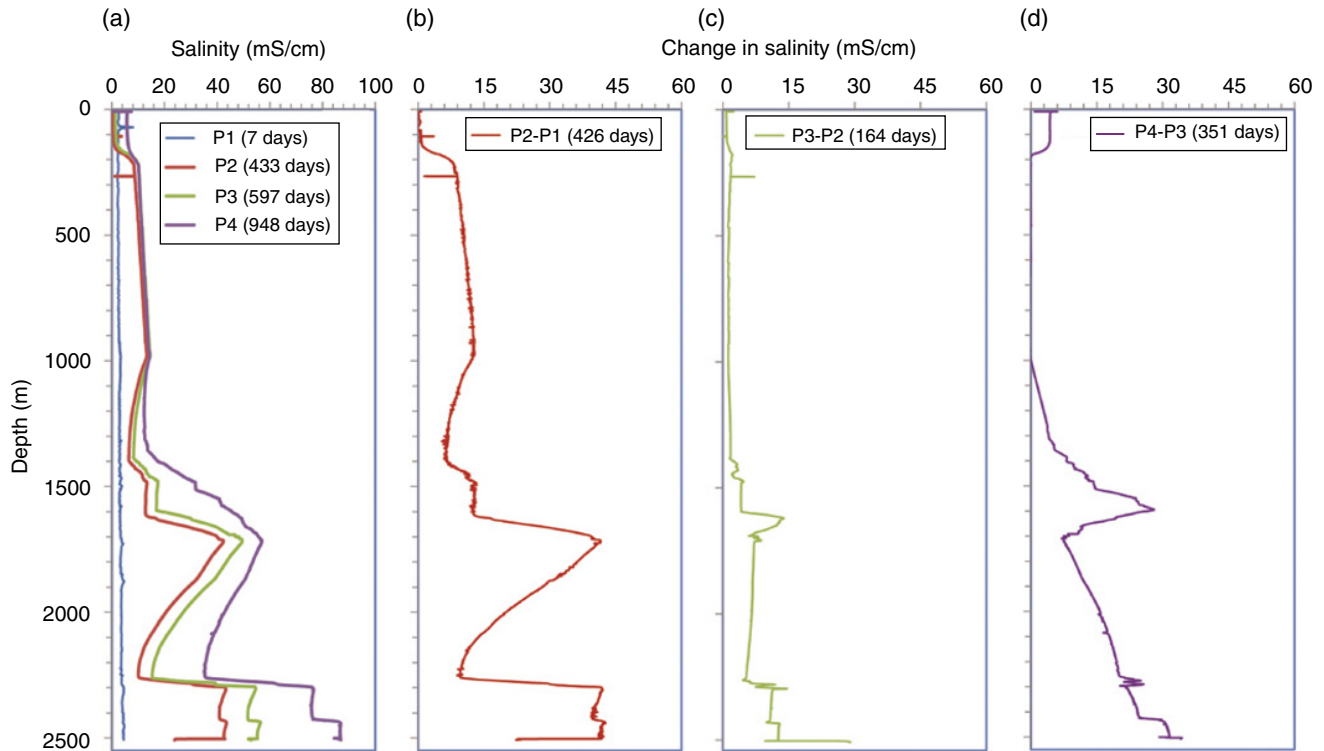 (a) (b) (c) (d)
Salinity (mS/cm) Change in salinity (mS/cm)
0 20 40 60 80 100 0 15 30 45 60 0 15 30 45 60 0 15 30 45 60
0
P1 (7 days)
P2 (433 days)
P3 (597 days)
P4 (948 days)
P2-P1 (426 days)
P3-P2 (164 days)
P4-P3 (351 days)
500
1000
1500
2000
2500
Depth (m)